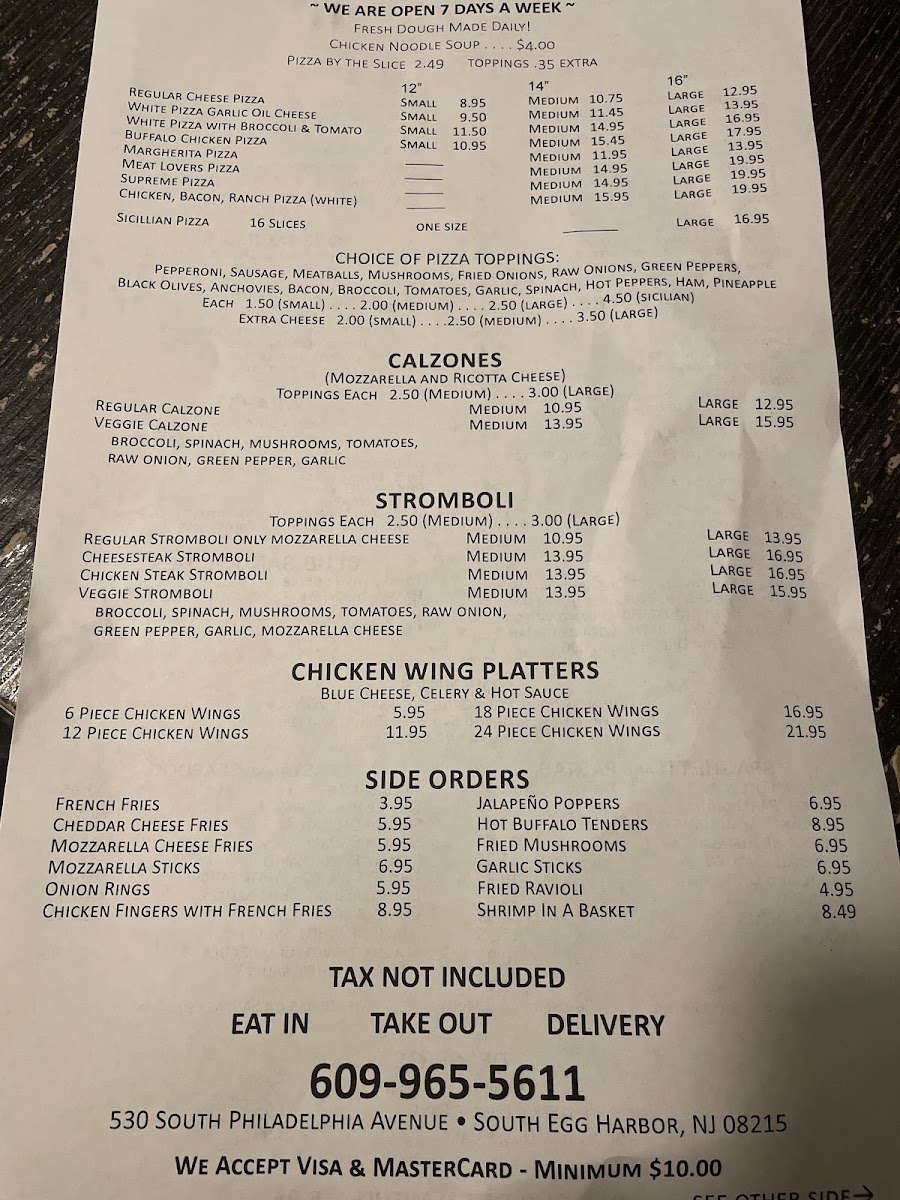 ~ WE ARE OPEN 7 DAYS A WEEK ~
FRESH DOUGH MADE DAILY!
CHICKEN NOODLE SOUP . . . . $4.00
PIZZA BY THE SLICE 2.49 TOPPINGS .35 EXTRA
12" 14" 16"
REGULAR CHEESE PIZZA SMALL 8.95 MEDIUM 10.75 LARGE 12.95
WHITE PIZZA GARLIC OIL CHEESE SMALL 9.50 MEDIUM 11.45 LARGE 13.95
WHITE PIZZA WITH BROCCOLI & TOMATO SMALL 11.50 MEDIUM 14.95 LARGE 16.95
BUFFALO CHICKEN PIZZA SMALL 10.95 MEDIUM 15.45 LARGE 17.95
MARGHERITA PIZZA ____ MEDIUM 11.95 LARGE 13.95
MEAT LOVERS PIZZA ____ MEDIUM 14.95 LARGE 19.95
SUPREME PIZZA ____ MEDIUM 14.95 LARGE 19.95
CHICKEN, BACON, RANCH PIZZA (WHITE) ____ MEDIUM 15.95 LARGE 19.95
SICILLIAN PIZZA 16 SLICES ONE SIZE ____ LARGE 16.95
CHOICE OF PIZZA TOPPINGS:
PEPPERONI, SAUSAGE, MEATBALLS, MUSHROOMS, FRIED ONIONS, RAW ONIONS, GREEN PEPPERS,
BLACK OLIVES, ANCHOVIES, BACON, BROCCOLI, TOMATOES, GARLIC, SPINACH, HOT PEPPERS, HAM, PINEAPPLE
EACH 1.50 (SMALL) . . . . 2.00 (MEDIUM) . . . . 2.50 (LARGE) . . . . 4.50 (SICILIAN)
EXTRA CHEESE 2.00 (SMALL) . . . .2.50 (MEDIUM) . . . . 3.50 (LARGE)
CALZONES
(MOZZARELLA AND RICOTTA CHEESE)
TOPPINGS EACH 2.50 (MEDIUM) . . . . 3.00 (LARGE)
REGULAR CALZONE MEDIUM 10.95 LARGE 12.95
VEGGIE CALZONE MEDIUM 13.95 LARGE 15.95
BROCCOLI, SPINACH, MUSHROOMS, TOMATOES,
RAW ONION, GREEN PEPPER, GARLIC
STROMBOLI
TOPPINGS EACH 2.50 (MEDIUM) . . . . 3.00 (LARGE)
REGULAR STROMBOLI ONLY MOZZARELLA CHEESE MEDIUM 10.95 LARGE 13.95
CHEESESTEAK STROMBOLI MEDIUM 13.95 LARGE 16.95
CHICKEN STEAK STROMBOLI MEDIUM 13.95 LARGE 16.95
VEGGIE STROMBOLI MEDIUM 13.95 LARGE 15.95
BROCCOLI, SPINACH, MUSHROOMS, TOMATOES, RAW ONION,
GREEN PEPPER, GARLIC, MOZZARELLA CHEESE
CHICKEN WING PLATTERS
BLUE CHEESE, CELERY & HOT SAUCE
6 PIECE CHICKEN WINGS 5.95 18 PIECE CHICKEN WINGS 16.95
12 PIECE CHICKEN WINGS 11.95 24 PIECE CHICKEN WINGS 21.95
SIDE ORDERS
FRENCH FRIES 3.95 JALAPEÑO POPPERS 6.95
CHEDDAR CHEESE FRIES 5.95 HOT BUFFALO TENDERS 8.95
MOZZARELLA CHEESE FRIES 5.95 FRIED MUSHROOMS 6.95
MOZZARELLA STICKS 6.95 GARLIC STICKS 6.95
ONION RINGS 5.95 FRIED RAVIOLI 4.95
CHICKEN FINGERS WITH FRENCH FRIES 8.95 SHRIMP IN A BASKET 8.49
TAX NOT INCLUDED
EAT IN TAKE OUT DELIVERY
609-965-5611
530 SOUTH PHILADELPHIA AVENUE • SOUTH EGG HARBOR, NJ 08215
WE ACCEPT VISA & MASTERCARD - MINIMUM $10.00
SEE OTHER SIDE→